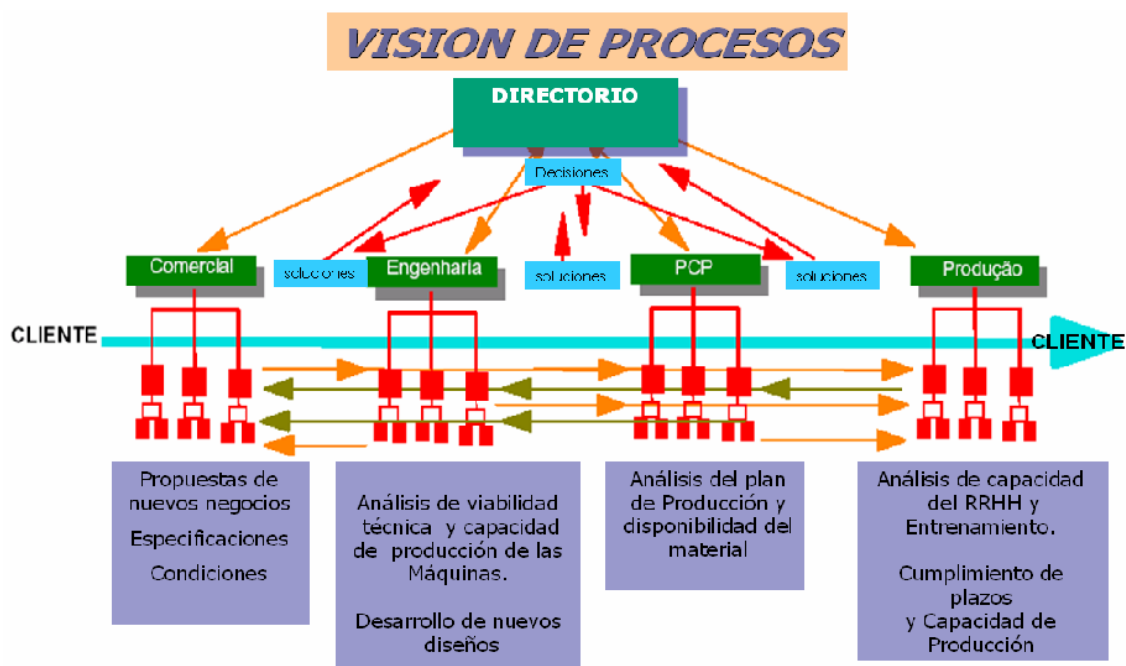 VISION DE PROCESOS
DIRECTORIO
Decisiones
Comercial
soluciones
Engenharia
soluciones
PCP
soluciones
Produção
CLIENTE
CLIENTE
Propuestas de
nuevos negocios
Especificaciones
Condiciones
Análisis de viabilidad
técnica y capacidad
de producción de las
Máquinas.
Desarrollo de nuevos
diseños
Análisis del plan
de Producción y
disponibilidad del
material
Análisis de capacidad
del RRHH y
Entrenamiento.
Cumplimiento de
plazos
y Capacidad de
Producción